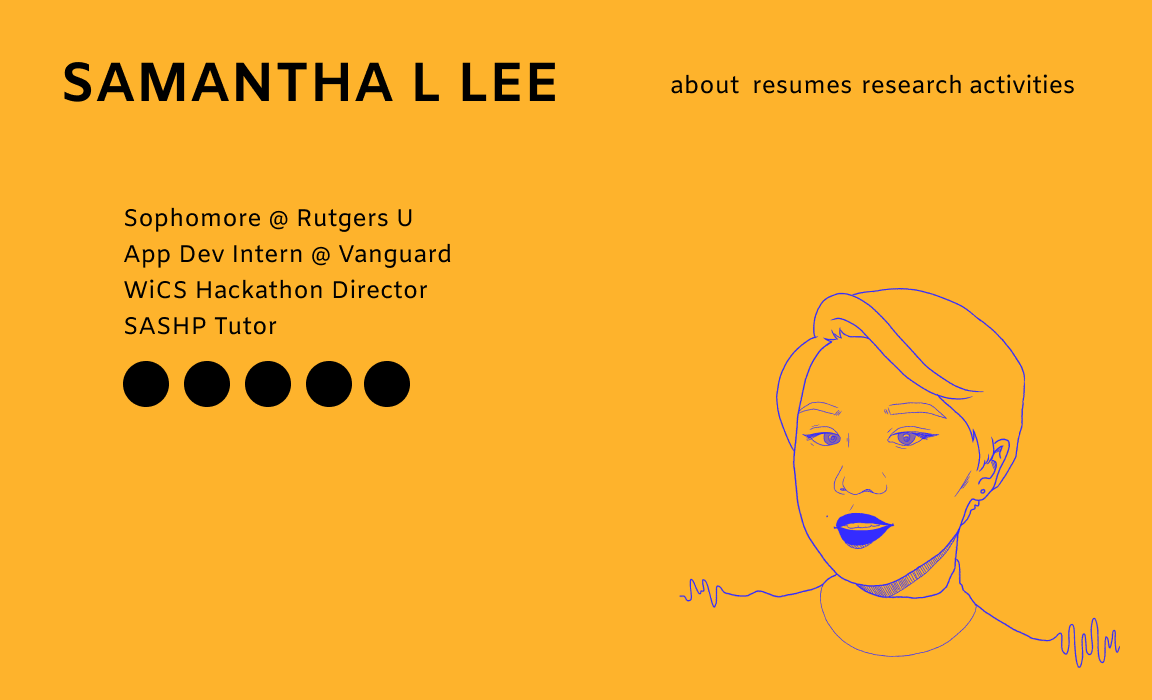 SAMANTHA L LEE
about resumes research activities
Sophomore @ Rutgers U
App Dev Intern @ Vanguard
WiCS Hackathon Director
SASHP Tutor